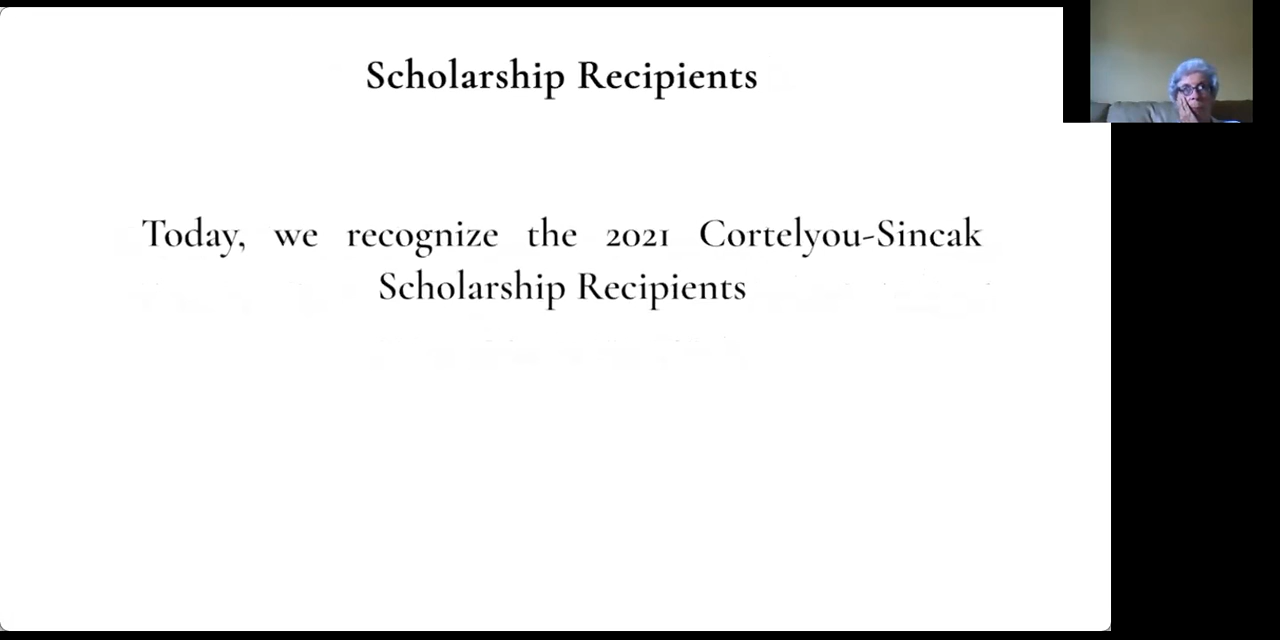 Scholarship Recipients
Today, we recognize the 2021 Cortelyou-Sincak
Scholarship Recipients